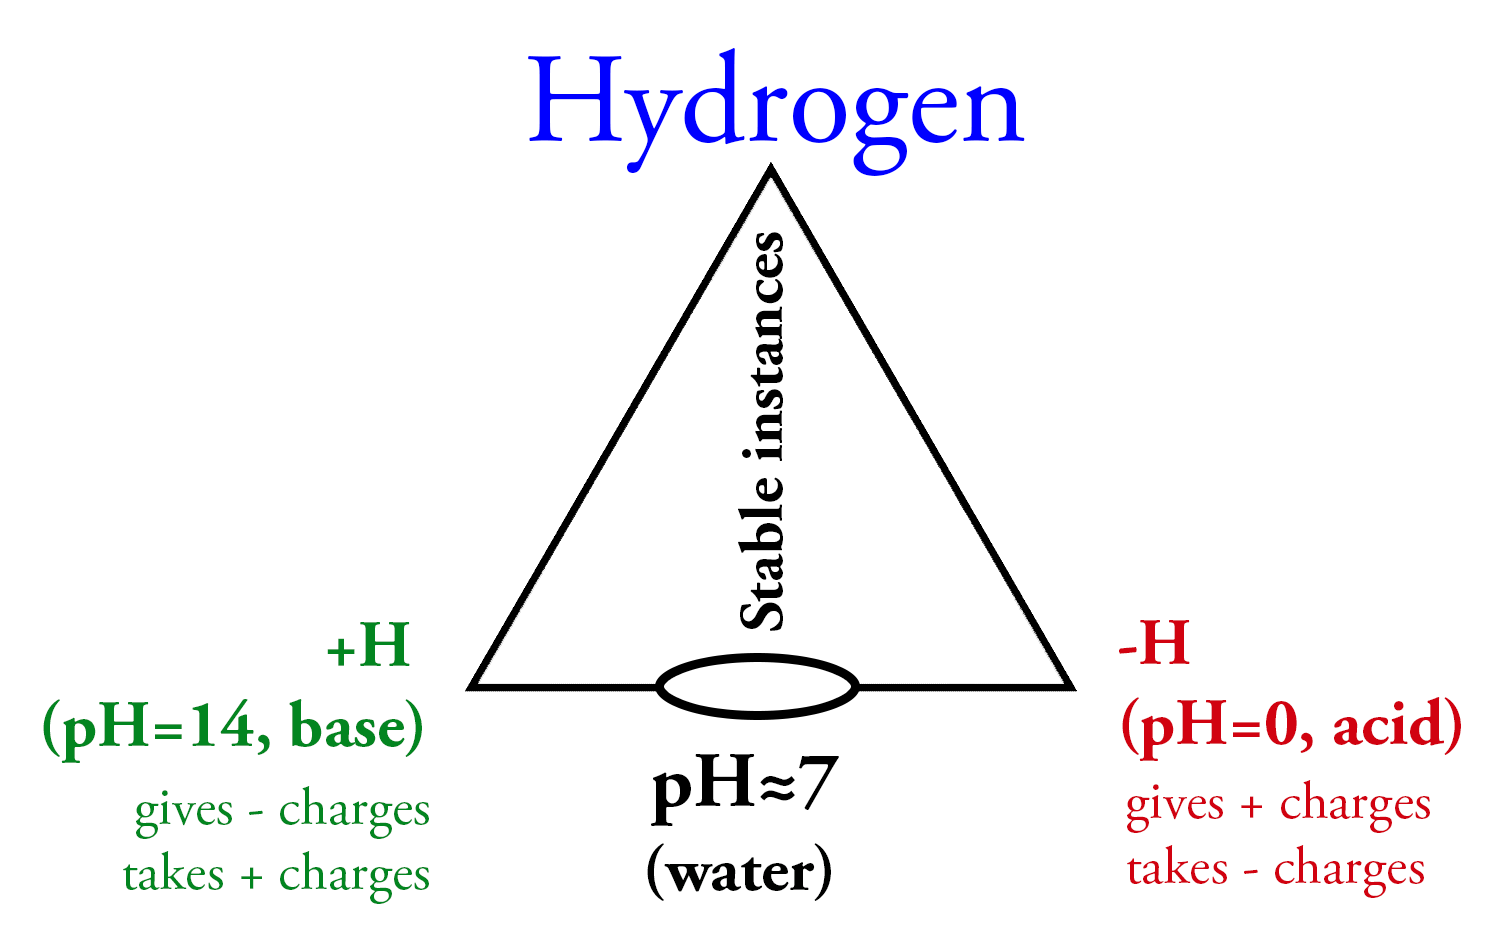 Hydrogen
Stable instances
+H
(pH=14, base)
gives - charges
takes + charges
pH≈7
(water)
-H
(pH=0, acid)
gives + charges
takes - charges